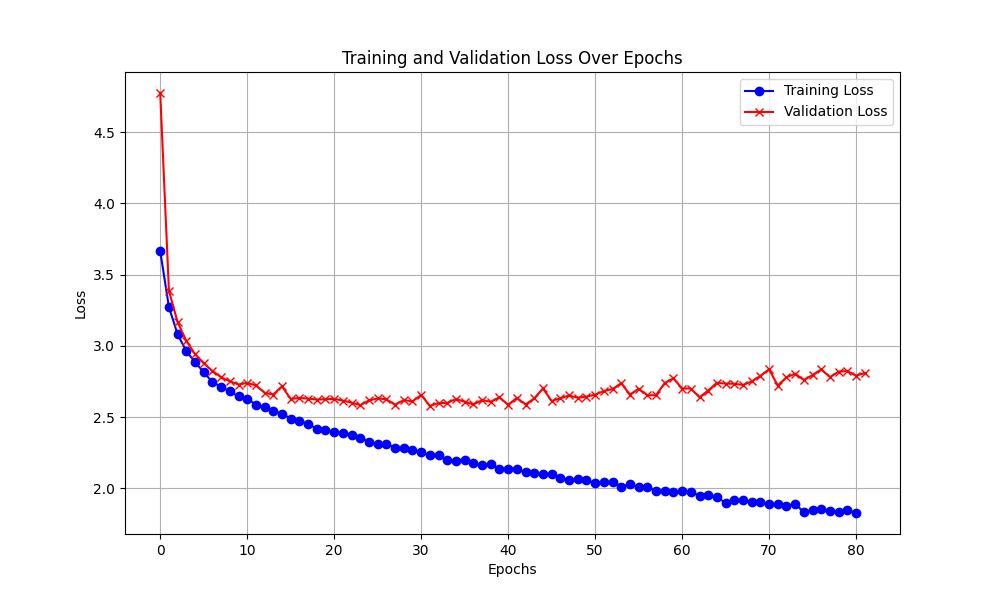 Training and Validation Loss Over Epochs
Training Loss
Validation Loss
4.5
4.0
3.5
3.0
2.5
2.0
Loss
0 10 20 30 40 50 60 70 80
Epochs